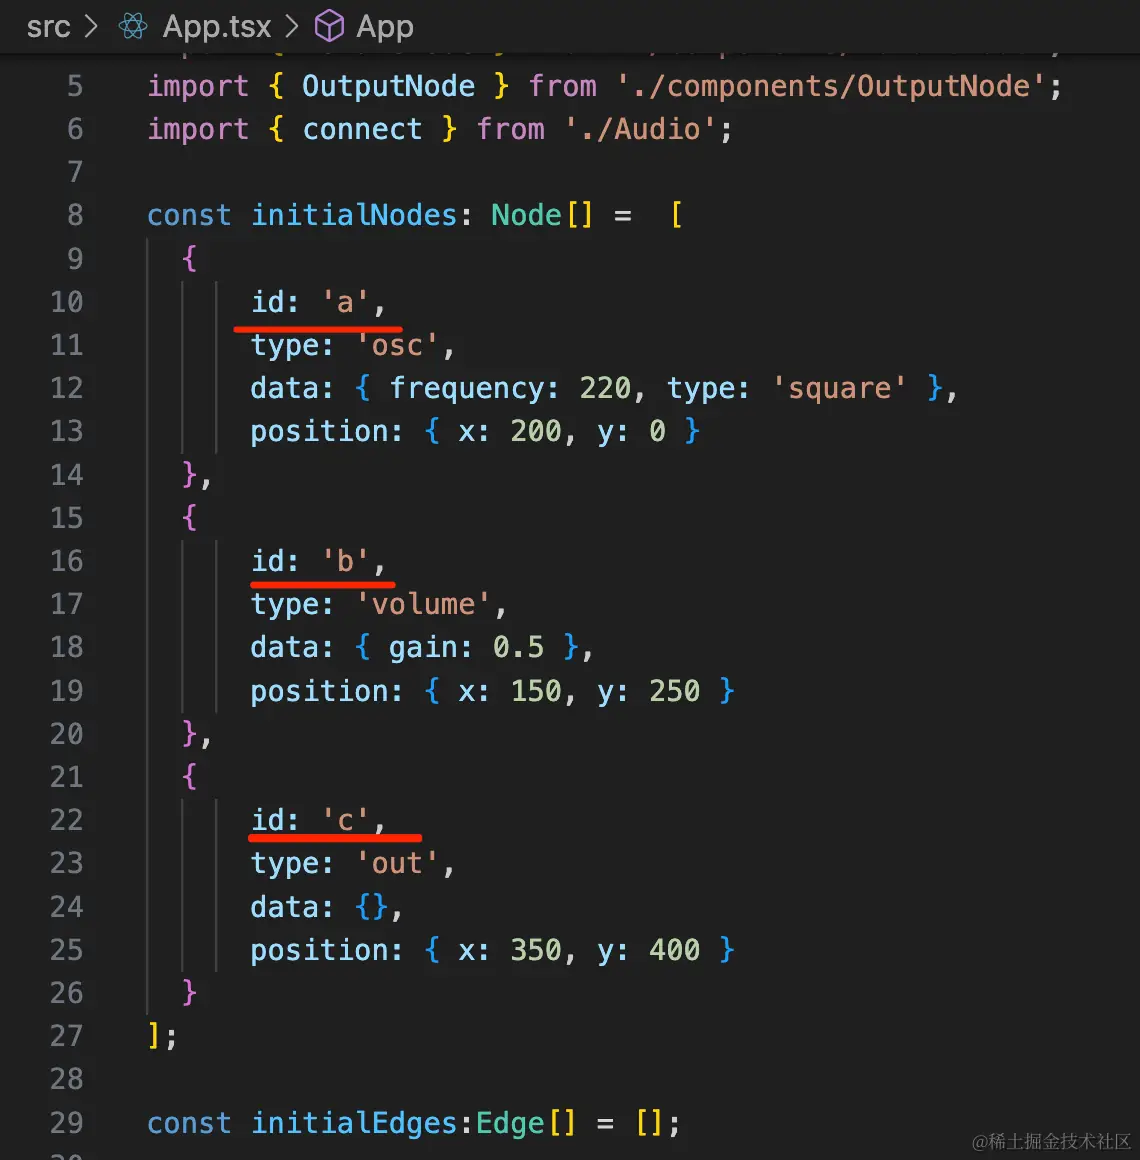 src > App.tsx > App
5 import { OutputNode } from './components/OutputNode';
6 import { connect } from './Audio';
7
8 const initialNodes: Node[] =  [
9   {
10       id: 'a',
11       type: 'osc',
12       data: { frequency: 220, type: 'square' },
13       position: { x: 200, y: 0 }
14   },
15   {
16       id: 'b',
17       type: 'volume',
18       data: { gain: 0.5 },
19       position: { x: 150, y: 250 }
20   },
21   {
22       id: 'c',
23       type: 'out',
24       data: {},
25       position: { x: 350, y: 400 }
26   }
27 ];
28
29 const initialEdges:Edge[] = [];
@稀土掘金技术社区